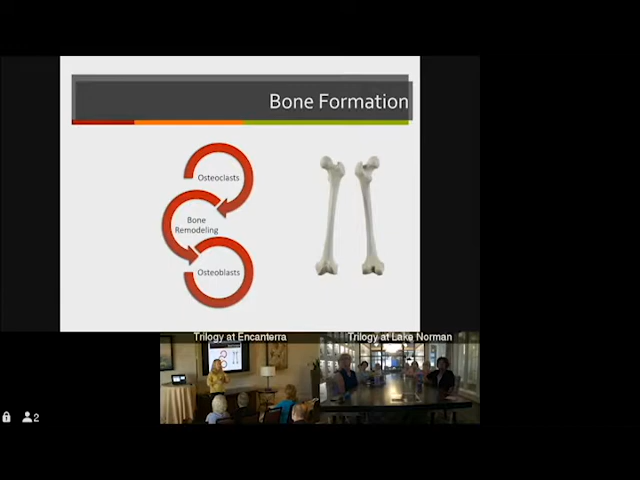 Bone Formation
Osteoclasts
Bone
Remodeling
Osteoblasts
Trilogy at Encanterra
Trilogy at Lake Norman
2